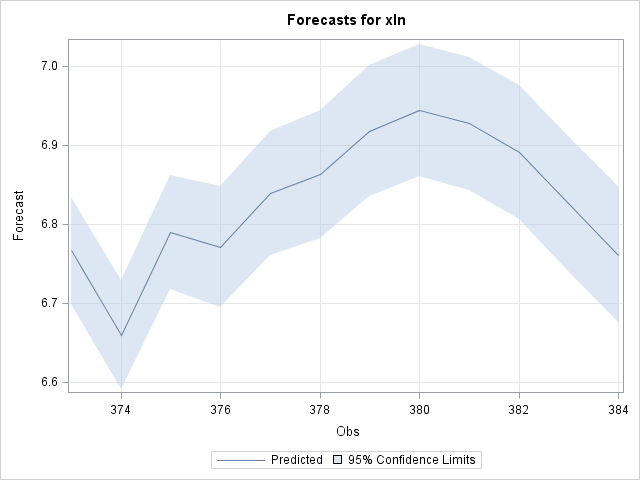 Forecasts for xln
7.0
6.9
6.8
6.7
6.6
Forecast
374 376 378 380 382 384
Obs
Predicted 95% Confidence Limits